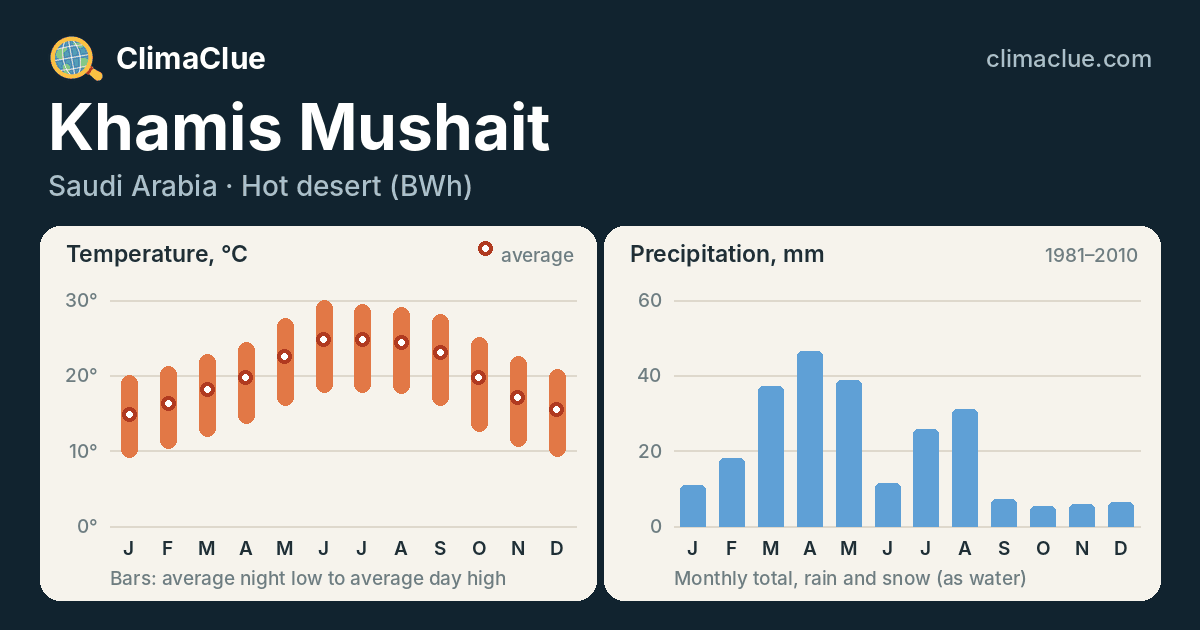 ClimaClue
climaclue.com
Khamis Mushait
Saudi Arabia · Hot desert (BWh)
Temperature, °C
average
30°
20°
10°
0°
J F M A M J J A S O N D
Bars: average night low to average day high
Precipitation, mm
1981–2010
60
40
20
0
J F M A M J J A S O N D
Monthly total, rain and snow (as water)